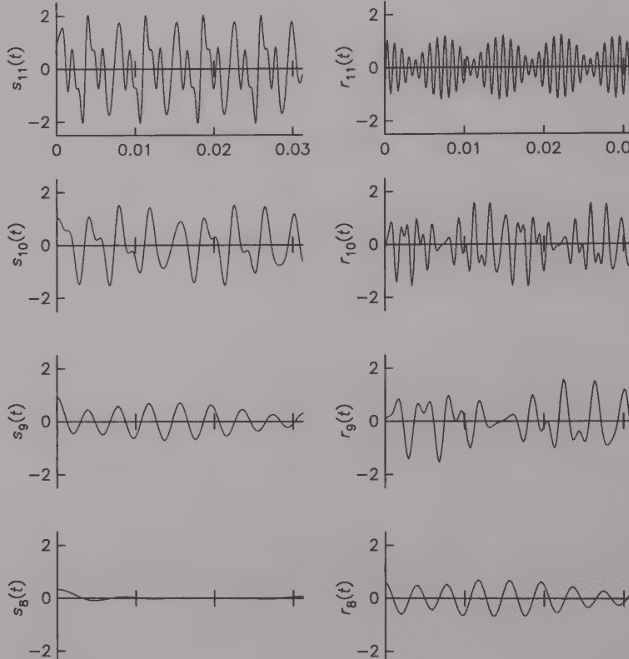 s₁₁(t) 2 0 −2
0 0.01 0.02 0.03
r₁₁(t) 2 0 −2
0 0.01 0.02 0.0
s₁₀(t) 2 0 −2
r₁₀(t) 2 0 −2
s₉(t) 2 0 −2
r₉(t) 2 0 −2
s₈(t) 2 0 −2
r₈(t) 2 0 −2